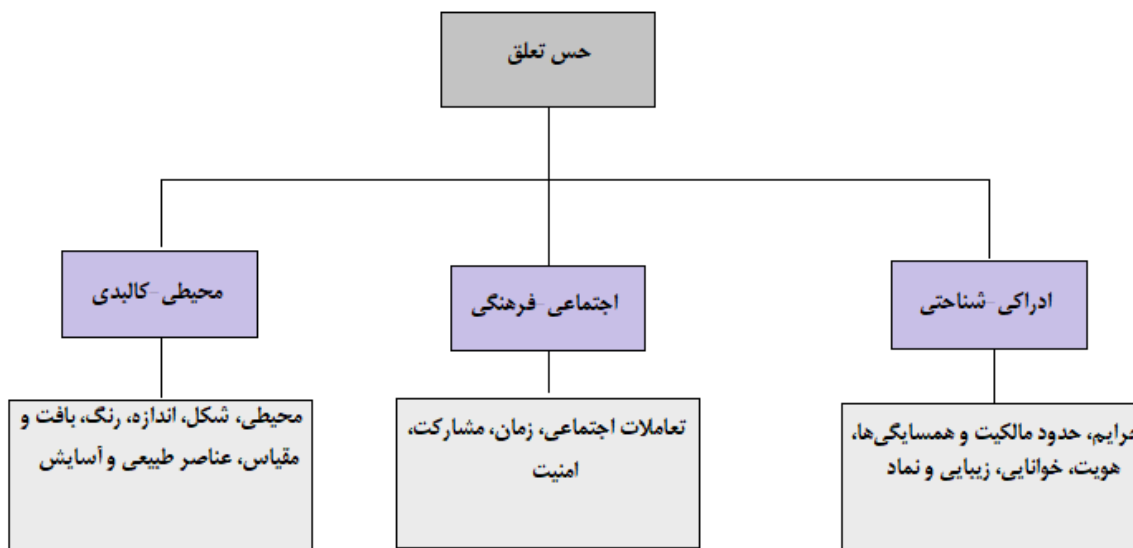 حس تعلق
ادراکی-شناختی
اجتماعی-فرهنگی
محیطی-کالبدی
حدود مالکیت و همسایگی‌ها،
هویت، خوانایی، زیبایی و نماد
تعاملات اجتماعی، زمان، مشارکت،
امنیت
محیطی، شکل، اندازه، رنگ، بافت و
مقیاس، عناصر طبیعی و آسایش